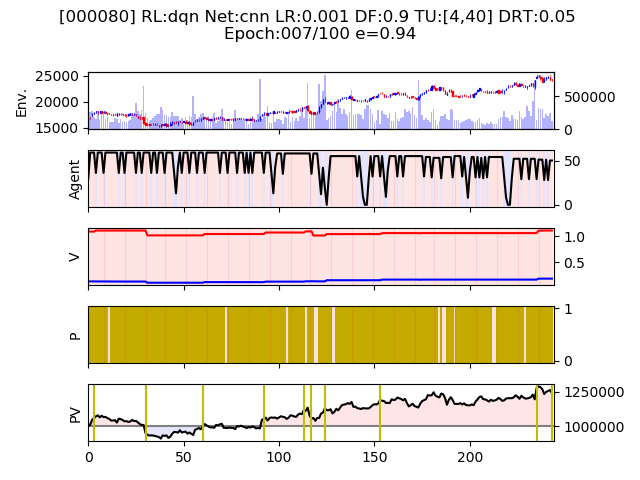 [000080] RL:dqn Net:cnn LR:0.001 DF:0.9 TU:[4,40] DRT:0.05
Epoch:007/100 e=0.94
Env.
25000
20000
15000
500000
0
Agent
50
0
V
1.0
0.5
P
1
0
PV
1250000
1000000
0 50 100 150 200